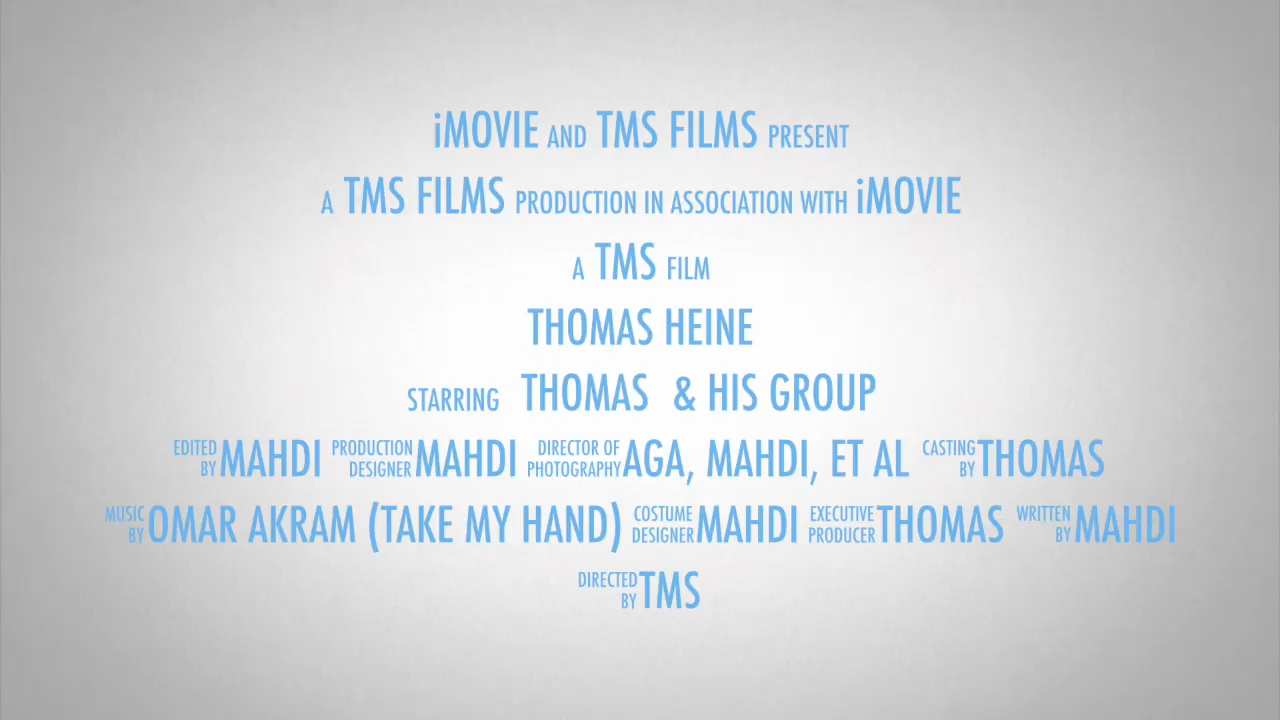 iMOVIE AND TMS FILMS PRESENT
A TMS FILMS PRODUCTION IN ASSOCIATION WITH iMOVIE
A TMS FILM
THOMAS HEINE
STARRING THOMAS & HIS GROUP
EDITED BY MAHDI PRODUCTION DESIGNER MAHDI DIRECTOR OF PHOTOGRAPHY AGA, MAHDI, ET AL CASTING BY THOMAS
MUSIC BY OMAR AKRAM (TAKE MY HAND) COSTUME DESIGNER MAHDI EXECUTIVE PRODUCER THOMAS WRITTEN BY MAHDI
DIRECTED BY TMS